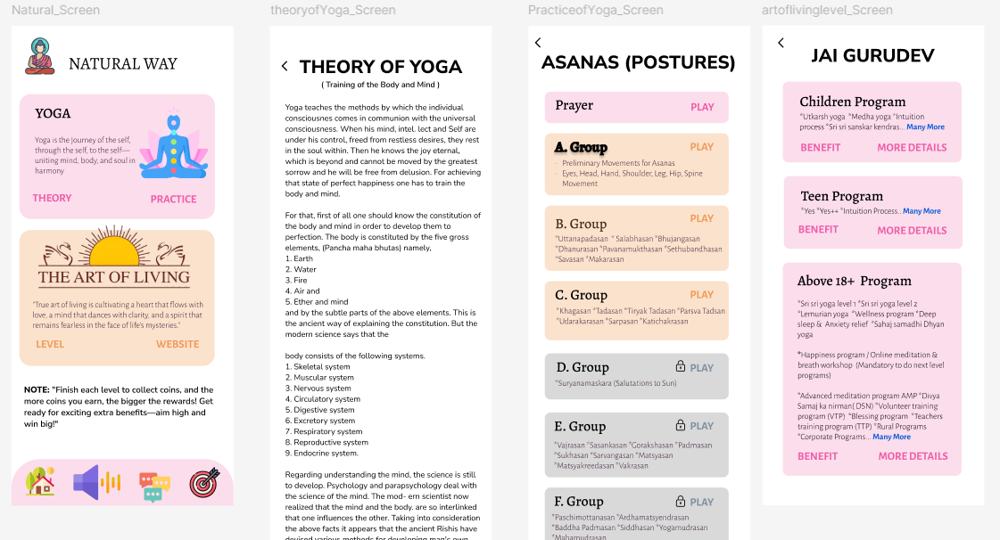 Natural_Screen
NATURAL WAY
YOGA
Yoga is the journey of the self,
through the self, to the self—
uniting mind, body, and soul in
harmony
THEORY
PRACTICE
THE ART OF LIVING
"True art of living is cultivating a heart that flows with
love, a mind that dances with clarity, and a spirit that
remains fearless in the face of life's mysteries."
LEVEL
WEBSITE
NOTE: "Finish each level to collect coins, and the
more coins you earn, the bigger the rewards! Get
ready for exciting extra benefits—aim high and
win big!"
theoryofYoga_Screen
THEORY OF YOGA
( Training of the Body and Mind )
Yoga teaches the methods by which the individual
consciousnes comes in communion with the universal
consciousness. When his mind, intel. lect and Self are
under his control, freed from restless desires, they rest
in the soul within. Then he knows the joy eternal,
which is beyond and cannot be moved by the greatest
sorrow and he will be free from delusion. For achieving
that state of perfect happiness one has to train the
body and mind.
For that, first of all one should know the constitution of
the body and mind in order to develop them to
perfection. The body is constituted by the five gross
elements, (Pancha maha bhutas) namely,
1. Earth
2. Water
3. Fire
4. Air and
5. Ether and mind
and by the subtle parts of the above elements. This is
the ancient way of explaining the constitution. But the
modern science says that the
body consists of the following systems.
1. Skeletal system
2. Muscular system
3. Nervous system
4. Circulatory system
5. Digestive system
6. Excretory system
7. Respiratory system
8. Reproductive system
9. Endocrine system.
Regarding understanding the mind, the science is still
to develop. Psychology and parapsychology deal with
the science of the mind. The mod- ern scientist now
realized that the mind and the body. are so interlinked
that one influences the other. Taking into consideration
the above facts it appears that the ancient Rishis have
devised various methods for developing man's own
PracticeofYoga_Screen
ASANAS (POSTURES)
Prayer
PLAY
A. Group
PLAY
- Prelimnary Movements for Asanas
- Eyes, Head, Hand, Shoulder, Leg, Hip, Spine
Movement
B. Group
PLAY
*Uttanapadasan * Salabhasan *Bhujangasan
*Dhanurasan *Pavanamukthasan *Sethubandhasan
*Savasan *Makarasan
C. Group
PLAY
*Khagasan *Tadasan *Tiryak Tadasan *Parsva Tadsan
*Udarakarasan *Sarpasan *Katichakrasan
D. Group
PLAY
*Suryanamaskara (Salutations to Sun)
E. Group
PLAY
*Vajrasan *Sasankasan *Gorakshasan *Padmasan
*Sukhasan *Sarvangasan *Matsyasan
*Matsyakreedasan *Vakrasan
F. Group
PLAY
*Paschimottanasan *Ardhamatsyendrasan
*Baddha Padmasan *Siddhasan *Yogamudrasan
*Mahamudrasan
artoflivinglevel_Screen
JAI GURUDEV
Children Program
*Utkarsh yoga *Medha yoga *Intuition
process *Sri sri sanskar kendras... Many More
BENEFIT
MORE DETAILS
Teen Program
*Yes *Yes++ *Intuition Process.. Many More
BENEFIT
MORE DETAILS
Above 18+ Program
*Sri sri yoga level 1 *Sri sri yoga level 2
*Lemurian yoga *Wellness program *Deep
sleep & Anxiety relief *Sahaj samadhi Dhyan
yoga
*Happiness program / Online meditation &
breath workshop (Mandatory to do next level
programs)
*Advanced meditation program AMP *Divya
Samaj ka nirman( DSN) *Volunteer training
program (VTP) *Blessing program *Teachers
training program (TTP) *Rural Programs
*Corporate Programs... Many More
BENEFIT
MORE DETAILS